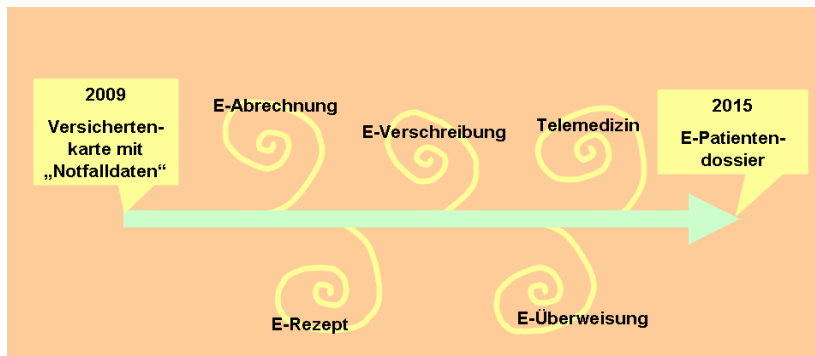 2009
Versicherten-
karte mit
„Notfalldaten“
E-Abrechnung
E-Verschreibung
Telemedizin
2015
E-Patienten-
dossier
E-Rezept
E-Überweisung